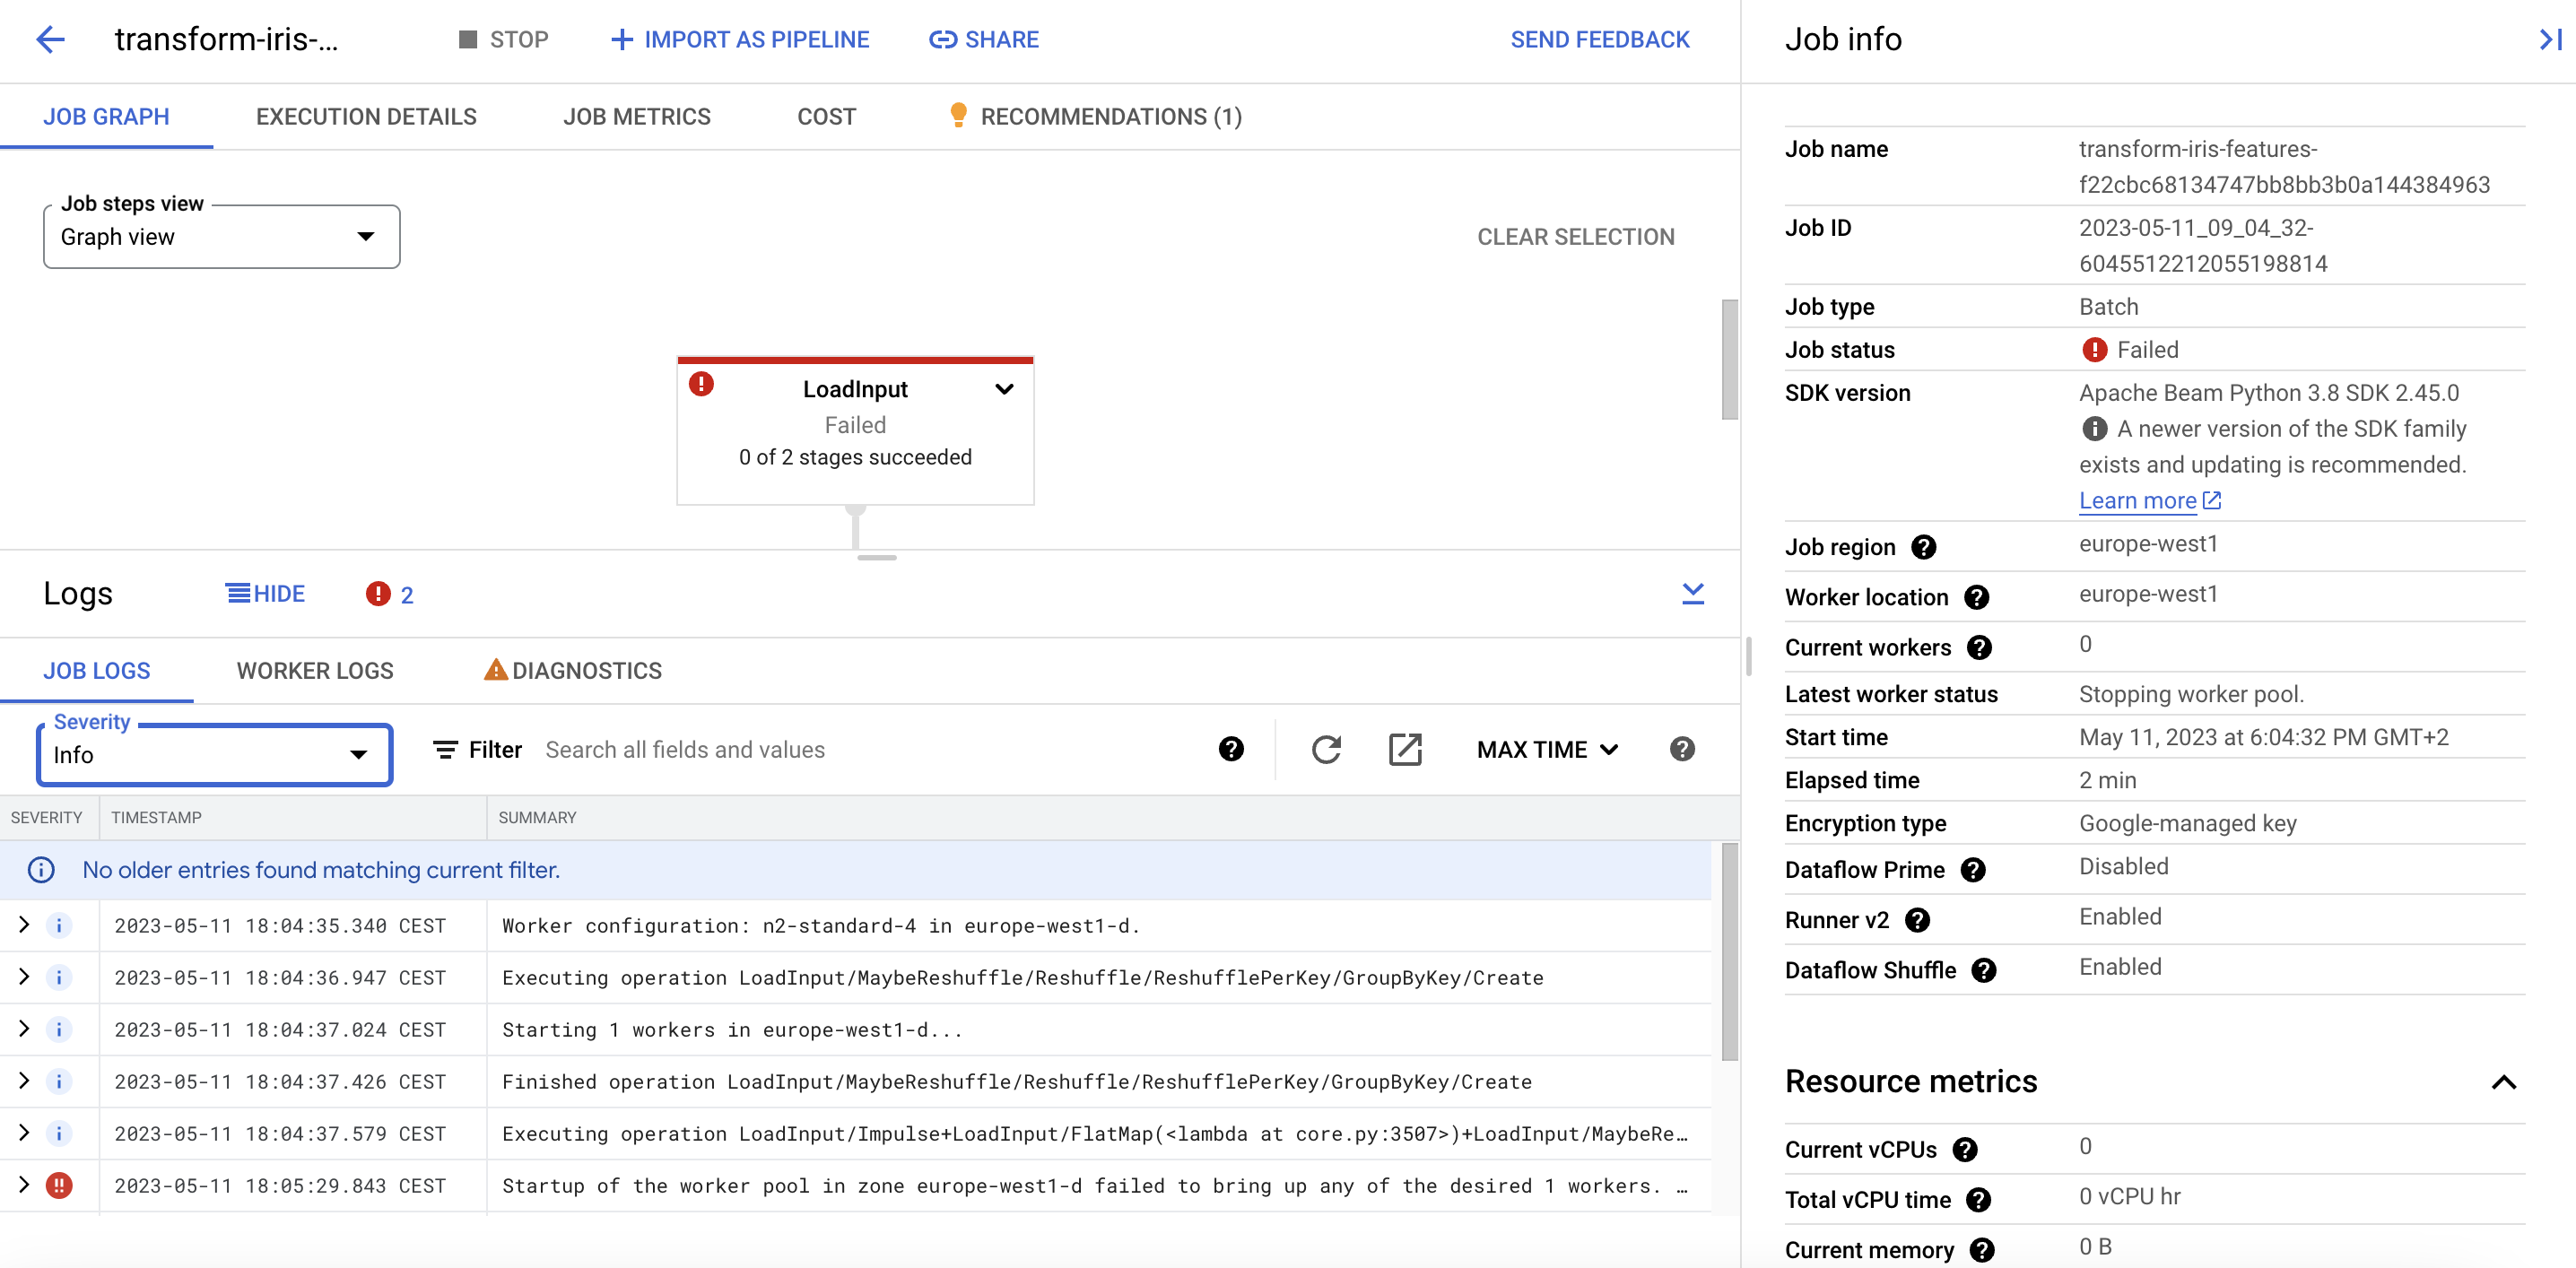 transform-iris-...
STOP
IMPORT AS PIPELINE
SHARE
SEND FEEDBACK
JOB GRAPH
EXECUTION DETAILS
JOB METRICS
COST
RECOMMENDATIONS (1)
Job steps view
Graph view
CLEAR SELECTION
LoadInput
Failed
0 of 2 stages succeeded
Logs
HIDE
2
JOB LOGS
WORKER LOGS
DIAGNOSTICS
Severity
Info
Filter
Search all fields and values
MAX TIME
SEVERITY
TIMESTAMP
SUMMARY
No older entries found matching current filter.
2023-05-11 18:04:35.340 CEST
Worker configuration: n2-standard-4 in europe-west1-d.
2023-05-11 18:04:36.947 CEST
Executing operation LoadInput/MaybeReshuffle/Reshuffle/ReshufflePerKey/GroupByKey/Create
2023-05-11 18:04:37.024 CEST
Starting 1 workers in europe-west1-d...
2023-05-11 18:04:37.426 CEST
Finished operation LoadInput/MaybeReshuffle/Reshuffle/ReshufflePerKey/GroupByKey/Create
2023-05-11 18:04:37.579 CEST
Executing operation LoadInput/Impulse+LoadInput/FlatMap(<lambda at core.py:3507>)+LoadInput/MaybeRe…
2023-05-11 18:05:29.843 CEST
Startup of the worker pool in zone europe-west1-d failed to bring up any of the desired 1 workers. …
Job info
Job name
transform-iris-features-
f22cbc68134747bb8bb3b0a144384963
Job ID
2023-05-11_09_04_32-
6045512212055198814
Job type
Batch
Job status
Failed
SDK version
Apache Beam Python 3.8 SDK 2.45.0
A newer version of the SDK family
exists and updating is recommended.
Learn more
Job region
europe-west1
Worker location
europe-west1
Current workers
0
Latest worker status
Stopping worker pool.
Start time
May 11, 2023 at 6:04:32 PM GMT+2
Elapsed time
2 min
Encryption type
Google-managed key
Dataflow Prime
Disabled
Runner v2
Enabled
Dataflow Shuffle
Enabled
Resource metrics
Current vCPUs
0
Total vCPU time
0 vCPU hr
Current memory
0 B